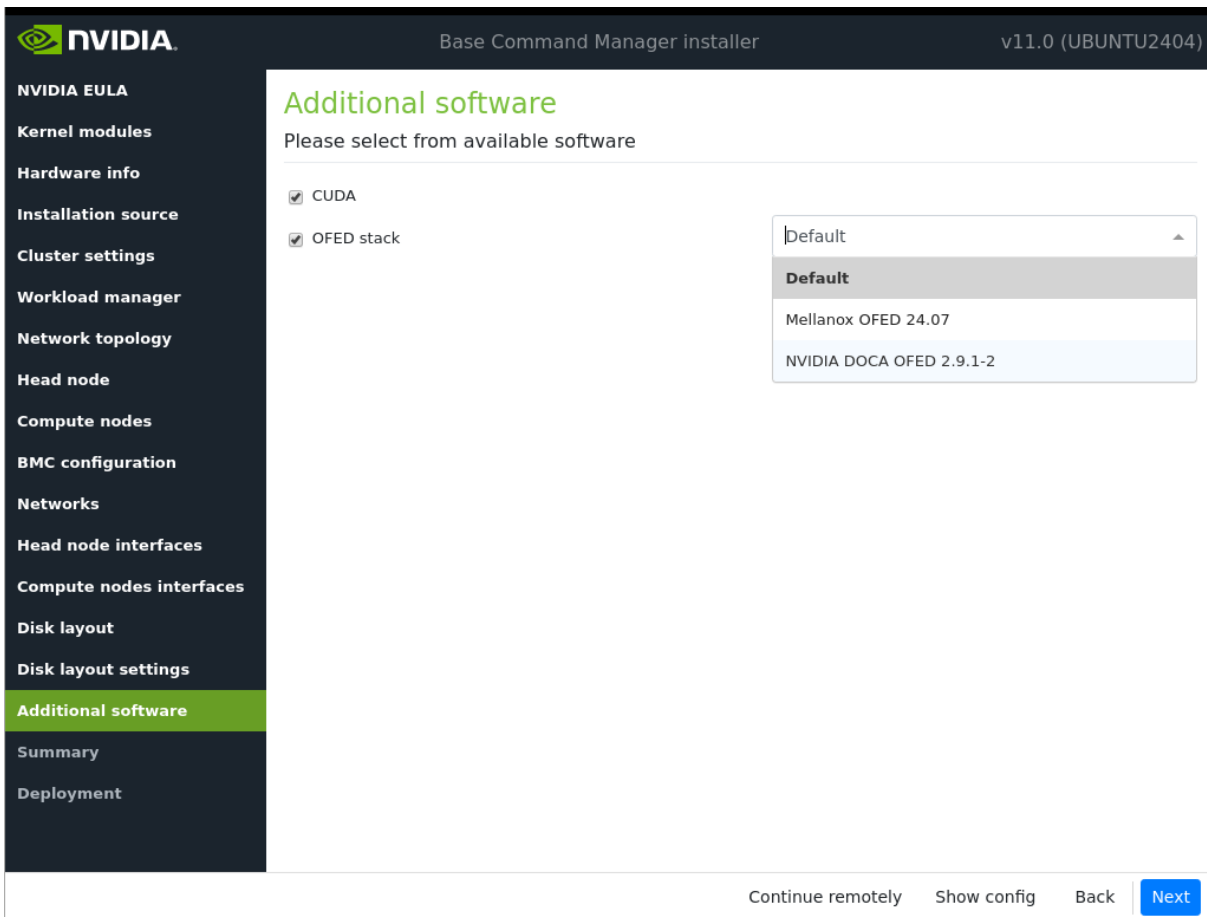 NVIDIA.
Base Command Manager installer
v11.0 (UBUNTU2404)
NVIDIA EULA
Kernel modules
Hardware info
Installation source
Cluster settings
Workload manager
Network topology
Head node
Compute nodes
BMC configuration
Networks
Head node interfaces
Compute nodes interfaces
Disk layout
Disk layout settings
Additional software
Summary
Deployment
Additional software
Please select from available software
CUDA
OFED stack
Default
Default
Mellanox OFED 24.07
NVIDIA DOCA OFED 2.9.1-2
Continue remotely
Show config
Back
Next